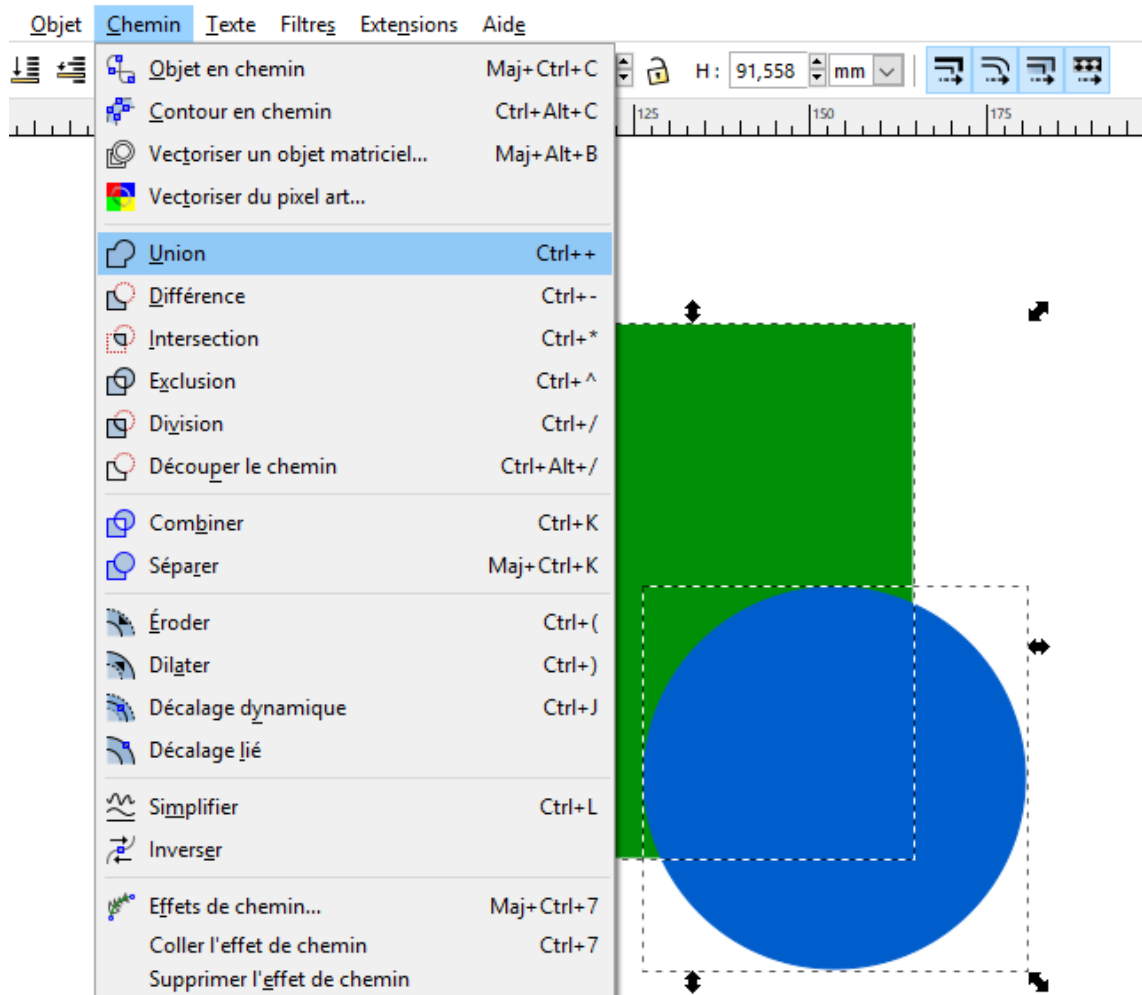 Objet Chemin Texte Filtres Extensions Aide
H : 91,558 mm
125 150 175
Objet en chemin Maj+Ctrl+C
Contour en chemin Ctrl+Alt+C
Vectoriser un objet matriciel... Maj+Alt+B
Vectoriser du pixel art...
Union Ctrl++
Différence Ctrl+-
Intersection Ctrl+*
Exclusion Ctrl+^
Division Ctrl+/
Découper le chemin Ctrl+Alt+/
Combiner Ctrl+K
Séparer Maj+Ctrl+K
Éroder Ctrl+(
Dilater Ctrl+)
Décalage dynamique Ctrl+J
Décalage lié
Simplifier Ctrl+L
Inverser
Effets de chemin... Maj+Ctrl+7
Coller l'effet de chemin Ctrl+7
Supprimer l'effet de chemin